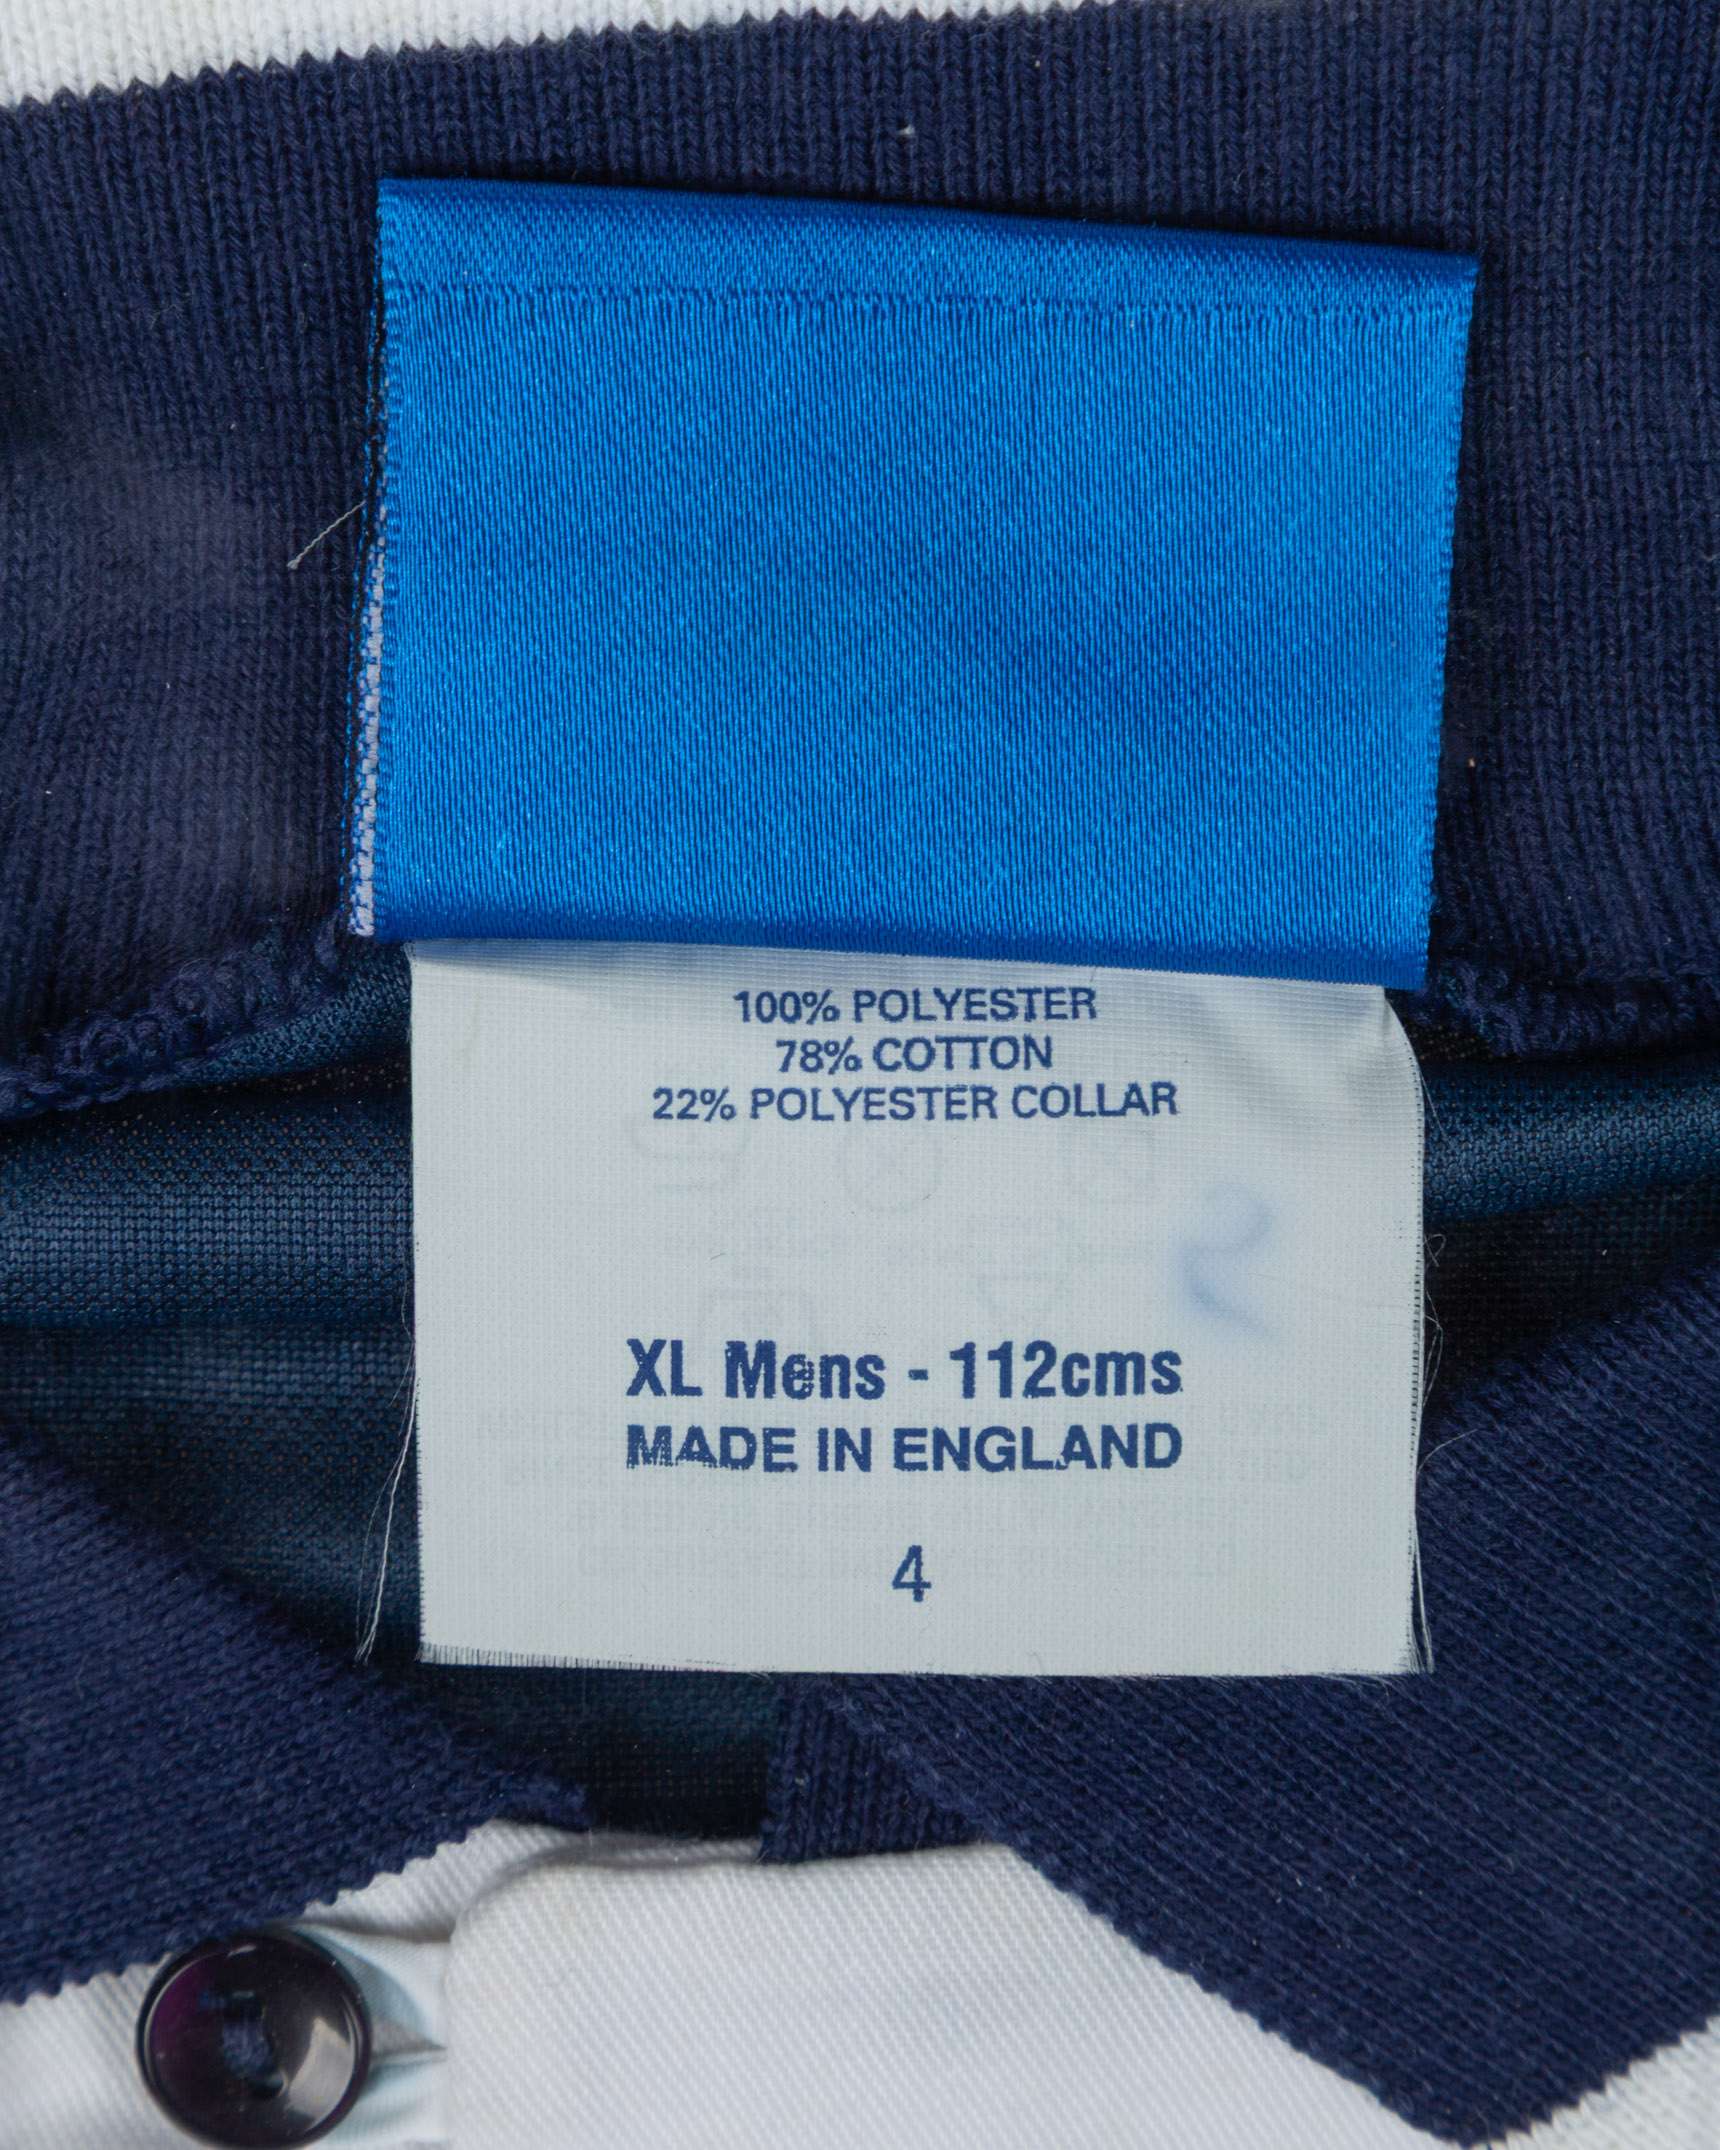 100% POLYESTER
78% COTTON
22% POLYESTER COLLAR
XL Mens - 112cms
MADE IN ENGLAND
4